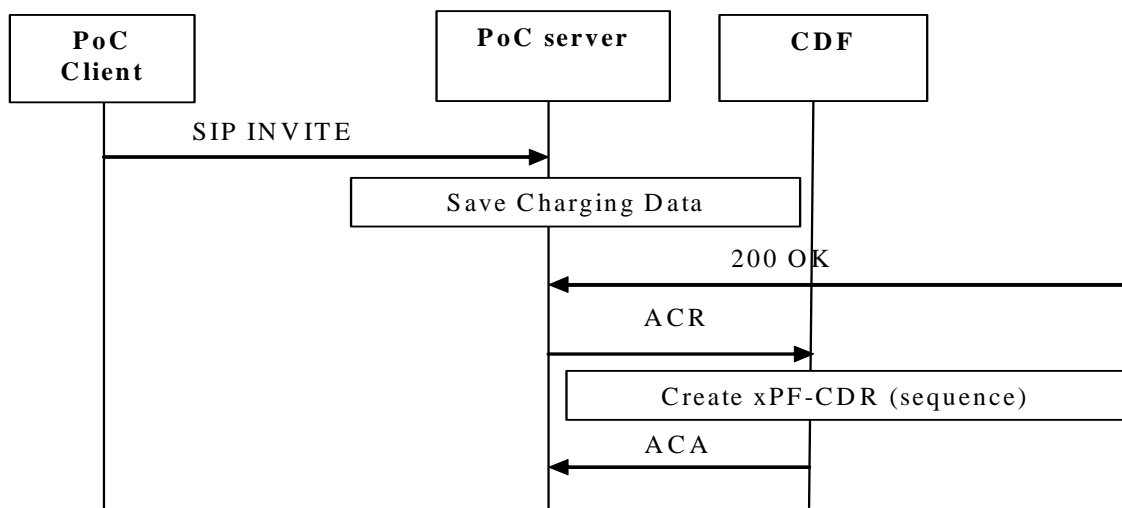 PoC
Client
PoC server
CDF
SIP INVITE
Save Charging Data
200 OK
ACR
Create xPF-CDR (sequence)
ACA